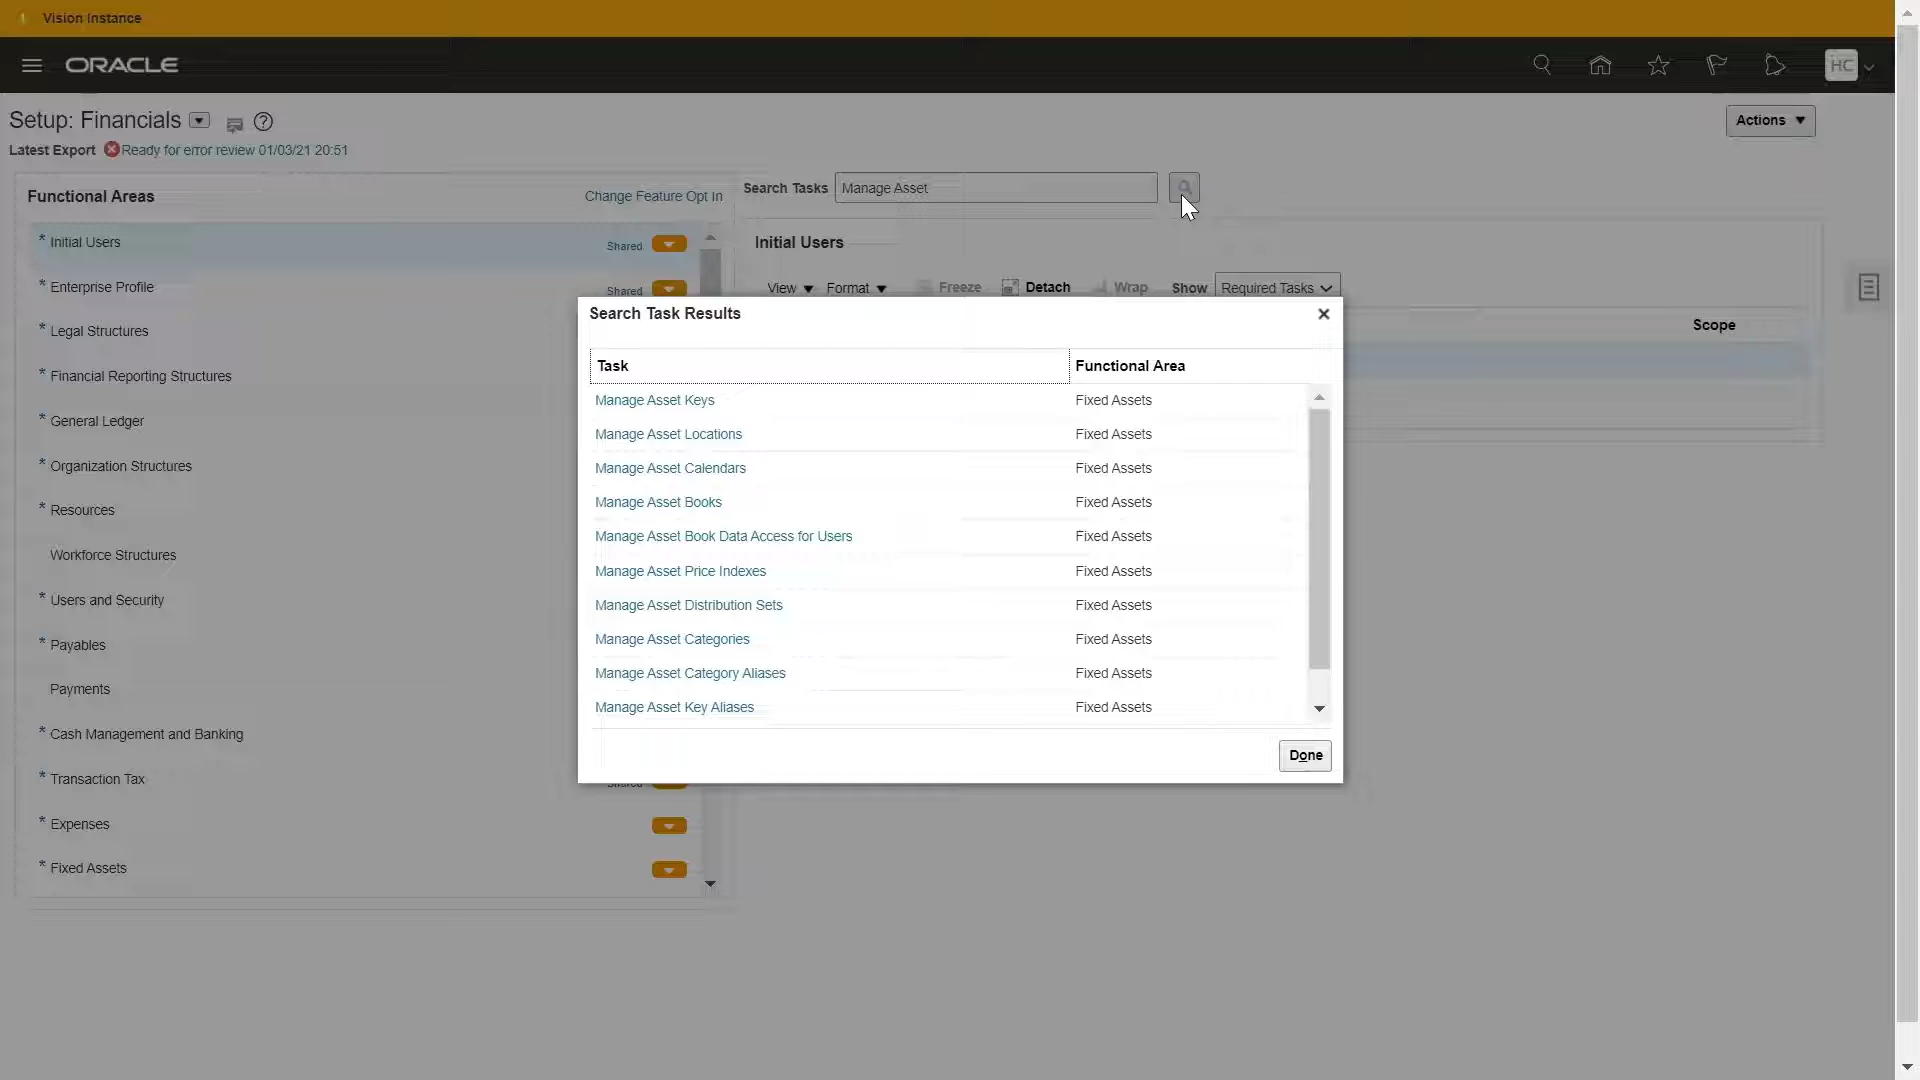 Vision Instance
ORACLE
HC
Setup: Financials
Actions
Latest Export Ready for error review 01/03/21 20:51
Functional Areas
Change Feature Opt In
Search Tasks Manage Asset
* Initial Users Shared
* Enterprise Profile Shared
* Legal Structures
* Financial Reporting Structures
* General Ledger
* Organization Structures
* Resources
Workforce Structures
* Users and Security
* Payables
Payments
* Cash Management and Banking
* Transaction Tax Shared
* Expenses
* Fixed Assets
Initial Users
View Format Freeze Detach Wrap Show Required Tasks
Scope
Search Task Results
Task Functional Area
Manage Asset Keys Fixed Assets
Manage Asset Locations Fixed Assets
Manage Asset Calendars Fixed Assets
Manage Asset Books Fixed Assets
Manage Asset Book Data Access for Users Fixed Assets
Manage Asset Price Indexes Fixed Assets
Manage Asset Distribution Sets Fixed Assets
Manage Asset Categories Fixed Assets
Manage Asset Category Aliases Fixed Assets
Manage Asset Key Aliases Fixed Assets
Done